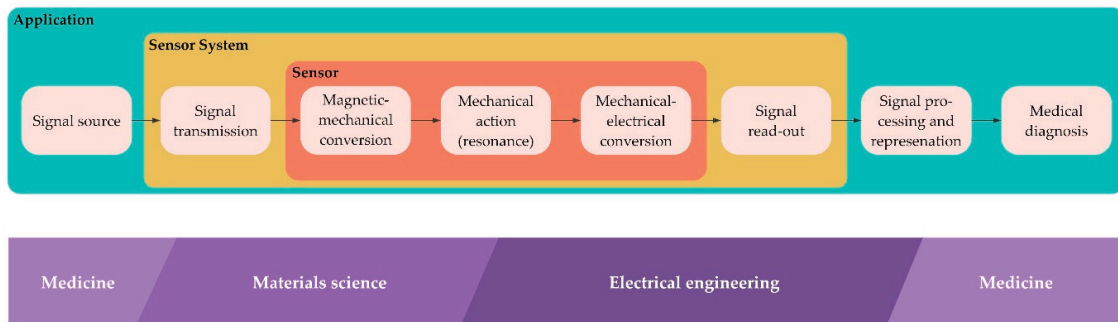 Application
Sensor System
Sensor
Signal source
Signal
transmission
Magnetic-
mechanical
conversion
Mechanical
action
(resonance)
Mechanical-
electrical
conversion
Signal
read-out
Signal pro-
cessing and
represenation
Medical
diagnosis
Medicine
Materials science
Electrical engineering
Medicine